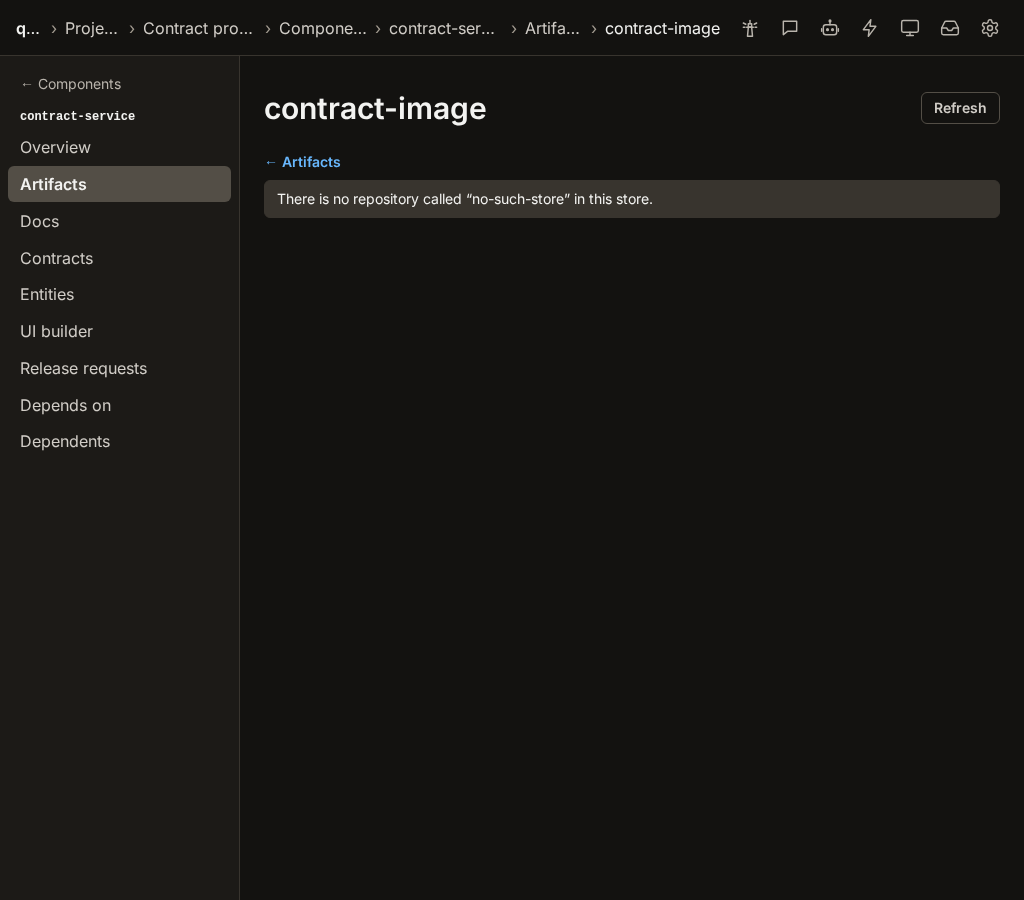 q… › Proje… › Contract pro… › Compone… › contract-ser… › Artifa… › contract-image
← Components
contract-service
Overview
Artifacts
Docs
Contracts
Entities
UI builder
Release requests
Depends on
Dependents
contract-image
Refresh
← Artifacts
There is no repository called “no-such-store” in this store.